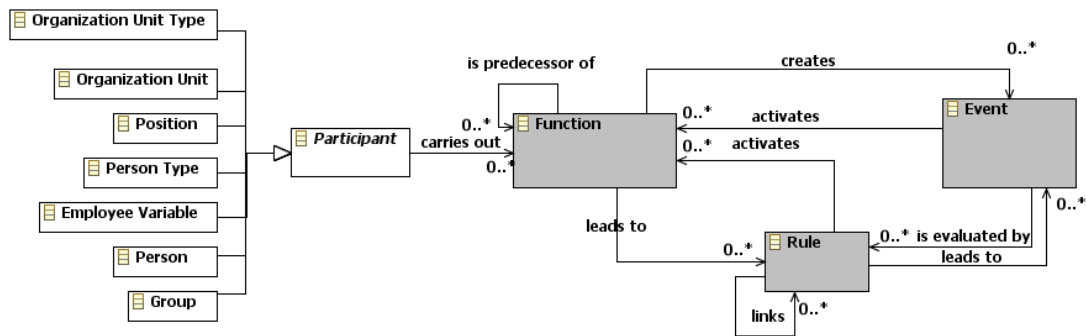 Organization Unit Type
Organization Unit
Position
Person Type
Employee Variable
Person
Group
Participant
carries out
0..*
is predecessor of
0..*
Function
creates
0..*
Event
activates
0..*
activates
0..*
leads to
0..*
Rule
0..* is evaluated by
leads to
0..*
links
0..*